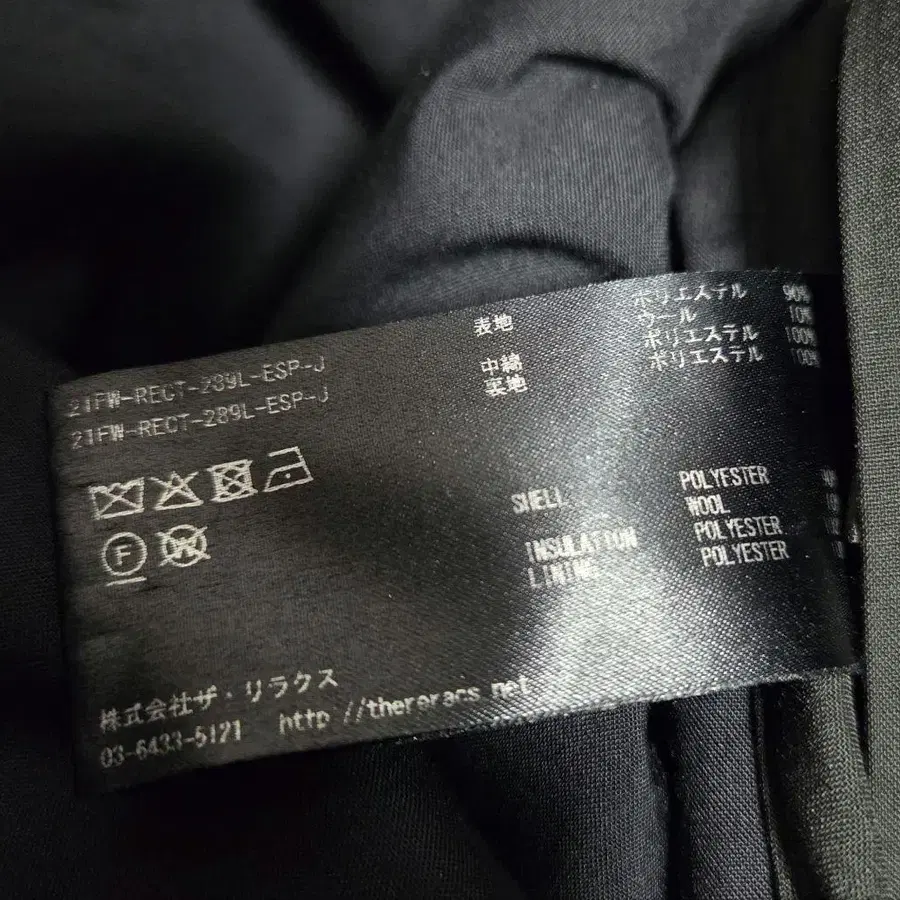 21FW-RECT-289L-ESP-J
21FW-RECT-289L-ESP-J
表地 ポリエステル 90%
ウール 10%
中綿 ポリエステル 100%
裏地 ポリエステル 100%
SHELL POLYESTER
WOOL
INSULATION POLYESTER
LINING POLYESTER
F
W
株式会社ザ・リラクス
03-6433-5121 http://thereracs.net